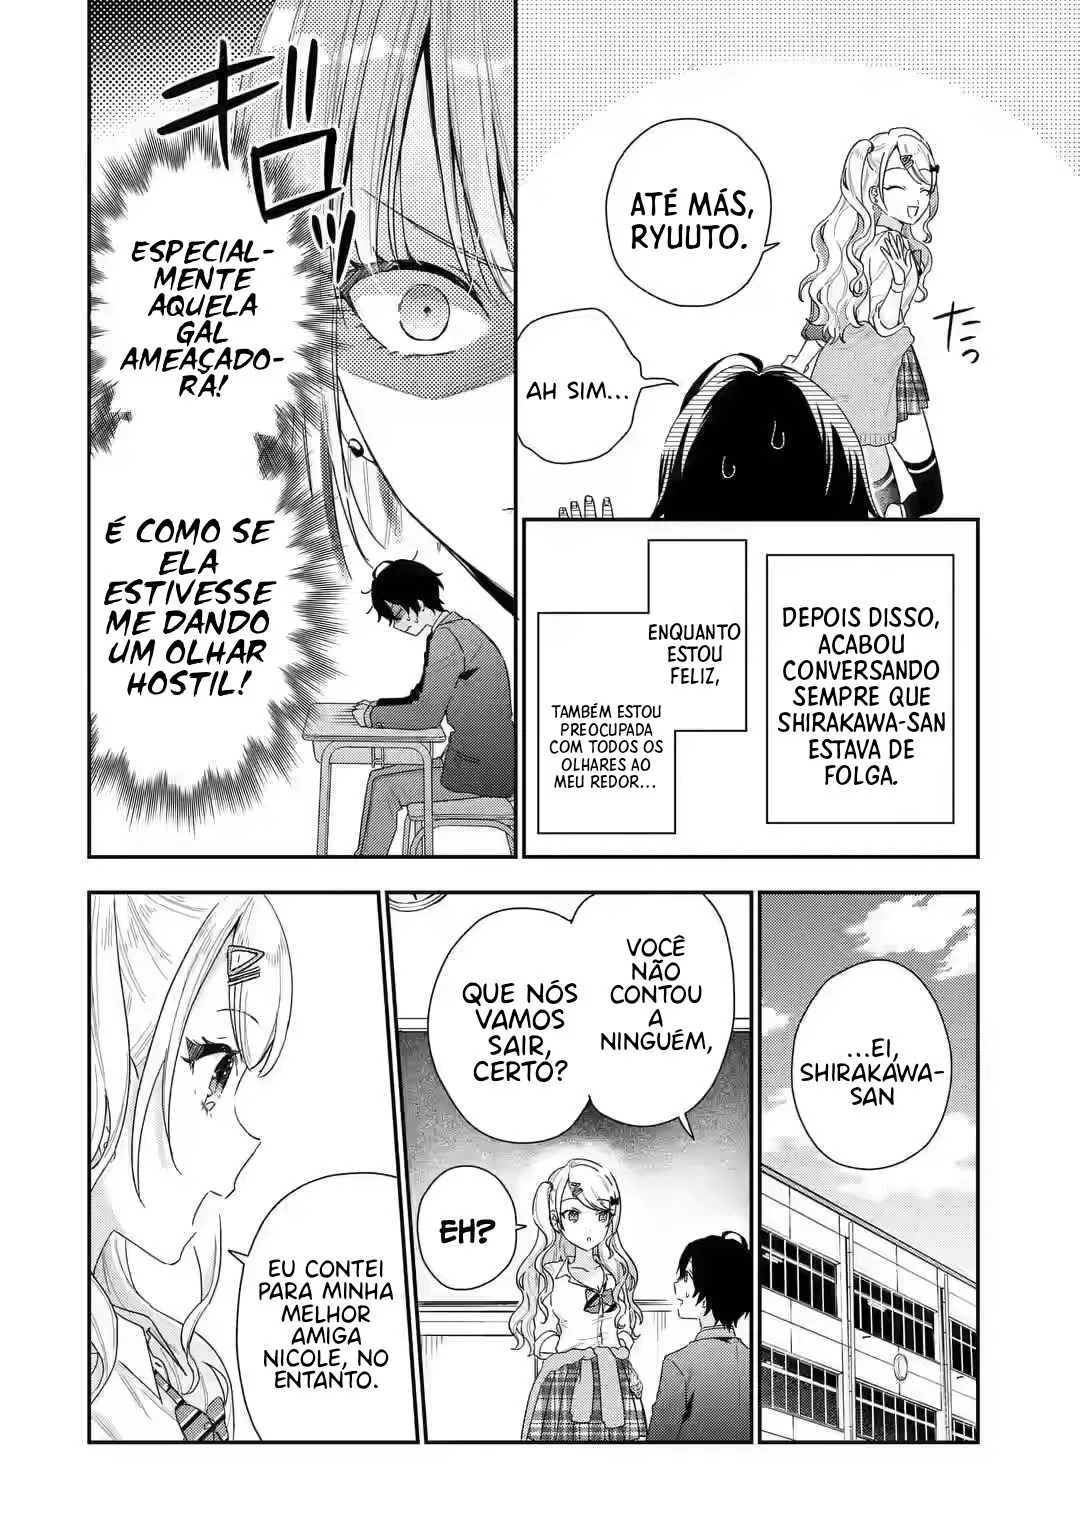 ATÉ MÁS,
RYUUTO.
AH SIM...
たっ
DEPOIS DISSO,
ACABOU
CONVERSANDO
SEMPRE QUE
SHIRAKAWA-SAN
ESTAVA DE
FOLGA.
ENQUANTO
ESTOU
FELIZ,
TAMBÉM ESTOU
PREOCUPADA
COM TODOS OS
OLHARES AO
MEU REDOR...
ギロッ
ESPECIAL-
MENTE
AQUELA
GAL
AMEAÇADO-
RA!
É COMO SE
ELA
ESTIVESSE
ME DANDO
UM OLHAR
HOSTIL!
...EI,
SHIRAKAWA-
SAN
VOCÊ
NÃO
CONTOU
A
NINGUÉM,
QUE NÓS
VAMOS
SAIR,
CERTO?
EH?
EU CONTEI
PARA MINHA
MELHOR
AMIGA
NICOLE, NO
ENTANTO.